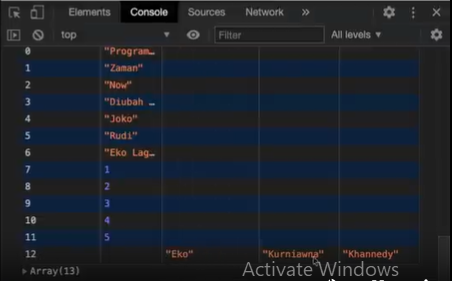 Elements Console Sources Network »
top Filter All levels
0 "Program…
1 "Zaman"
2 "Now"
3 "Diubah …
4 "Joko"
5 "Rudi"
6 "Eko Lag…
7 1
8 2
9 3
10 4
11 5
12 "Eko" "Kurniawna" "Khannedy"
Array(13)
Activate Windows